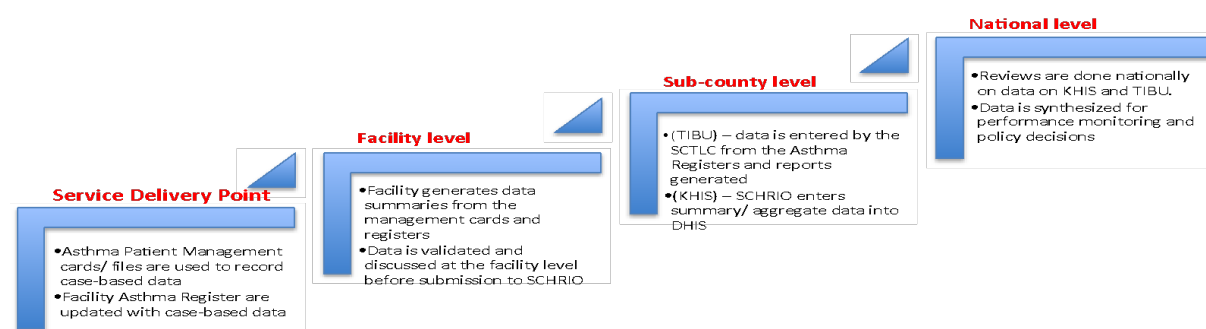 Service Delivery Point
•Asthma Patient Management
cards/ files are used to record
case-based data
•Facility Asthma Register are
updated with case-based data
Facility level
•Facility generates data
summaries from the
management cards and
registers
•Data is validated and
discussed at the facility level
before submission to SCHRIO
Sub-county level
•(TIBU) – data is entered by the
SCTLC from the Asthma
Registers and reports
generated
•(KHIS) – SCHRIO enters
summary/ aggregate data into
DHIS
National level
•Reviews are done nationally
on data on KHIS and TIBU.
•Data is synthesized for
performance monitoring and
policy decisions